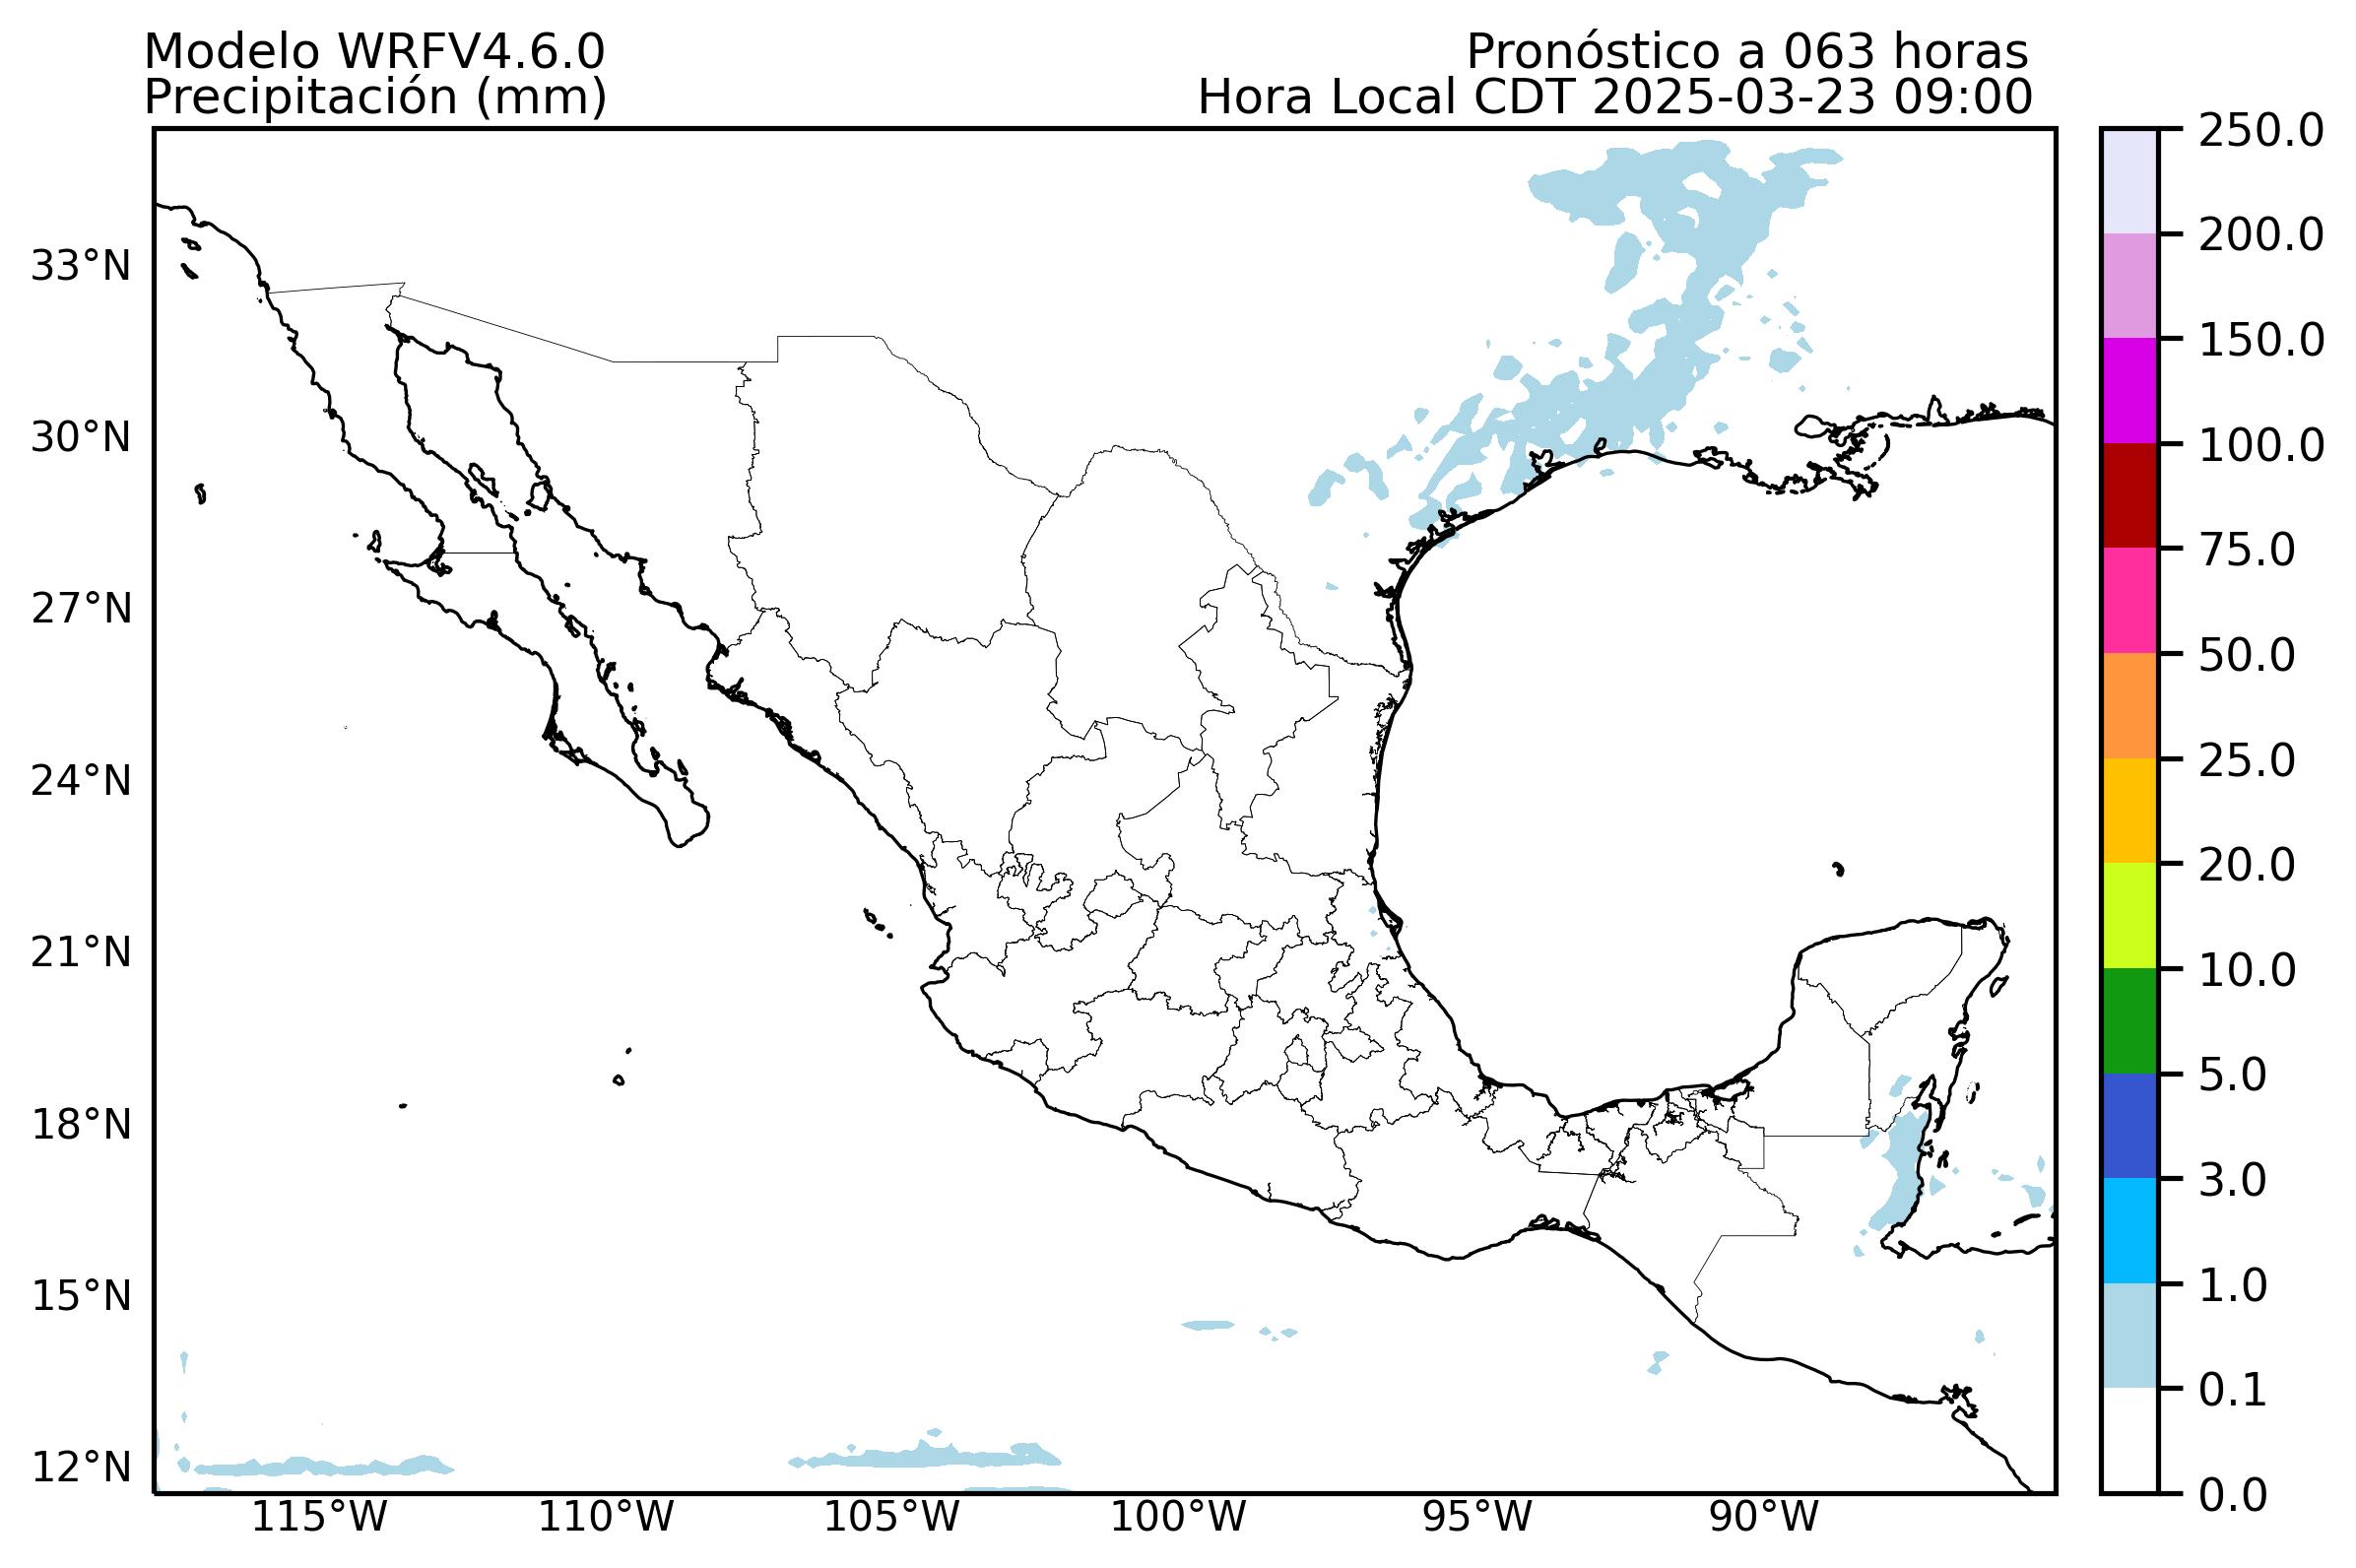 Modelo WRFV4.6.0
Precipitación (mm)
Pronóstico a 063 horas
Hora Local CDT 2025-03-23 09:00
33°N
30°N
27°N
24°N
21°N
18°N
15°N
12°N
115°W
110°W
105°W
100°W
95°W
90°W
250.0
200.0
150.0
100.0
75.0
50.0
25.0
20.0
10.0
5.0
3.0
1.0
0.1
0.0